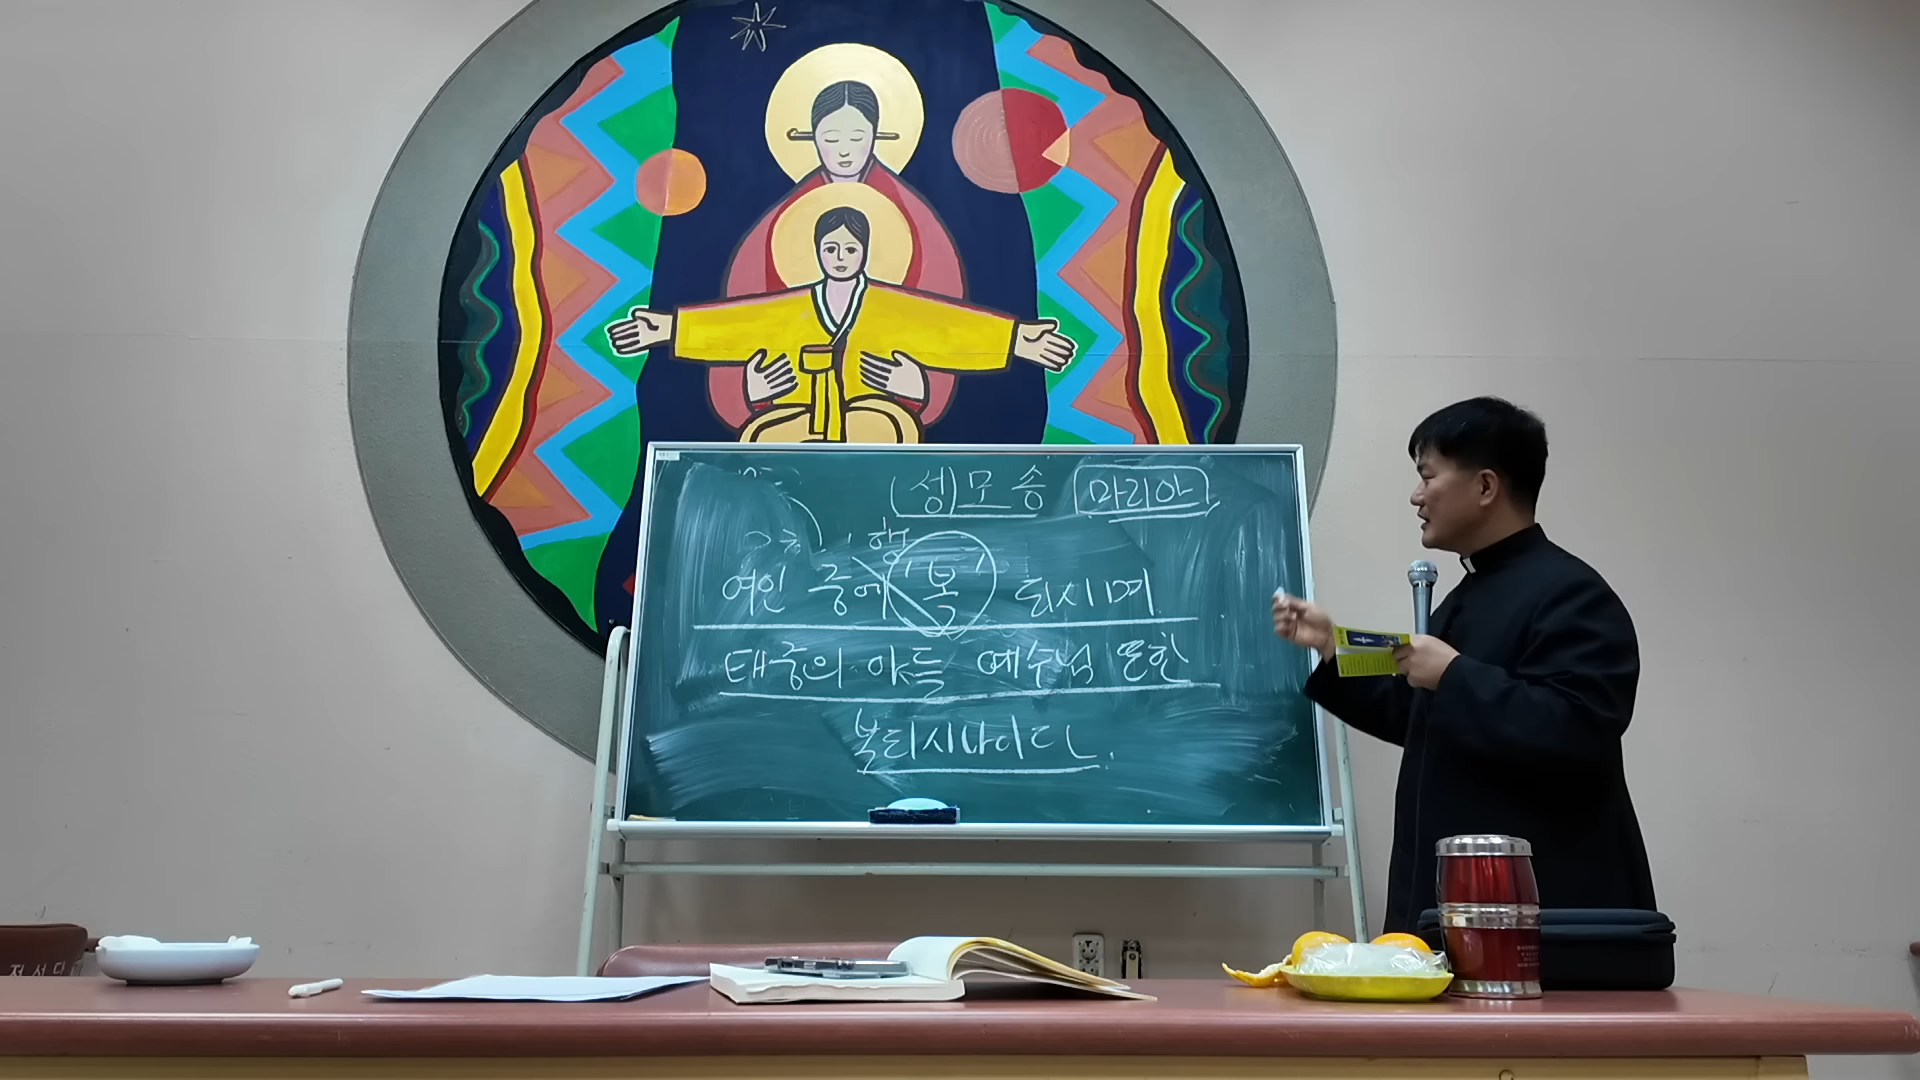 성모송 마리아
행
여인 중에 '복' 되시며
태중의 아들 예수님 또한
복되시나이다.